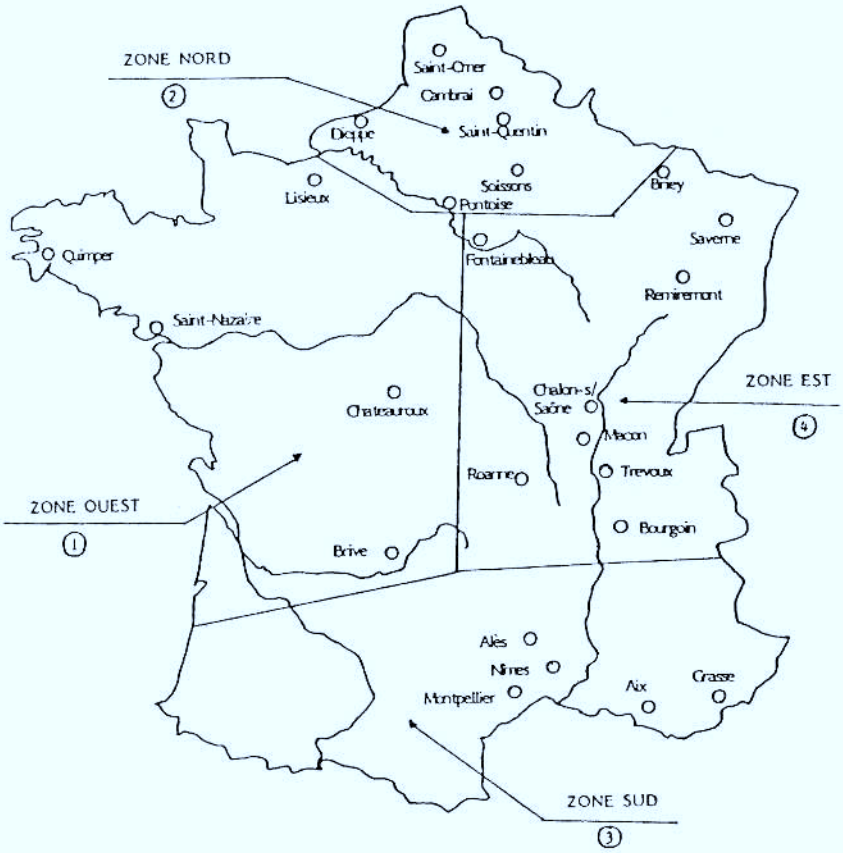 ZONE NORD
2
Saint-Omer
Cambrai
Dieppe
Saint-Quentin
Soissons
Briey
Lisieux
Pontoise
Saverne
Quimper
Fontainebleau
Remiremont
Saint-Nazaire
ZONE EST
4
Chalon-s/
Saône
Chateauroux
Macon
Roanne
Trevoux
ZONE OUEST
1
Bourgoin
Brive
Alès
Nîmes
Montpellier
Aix
Grasse
ZONE SUD
3